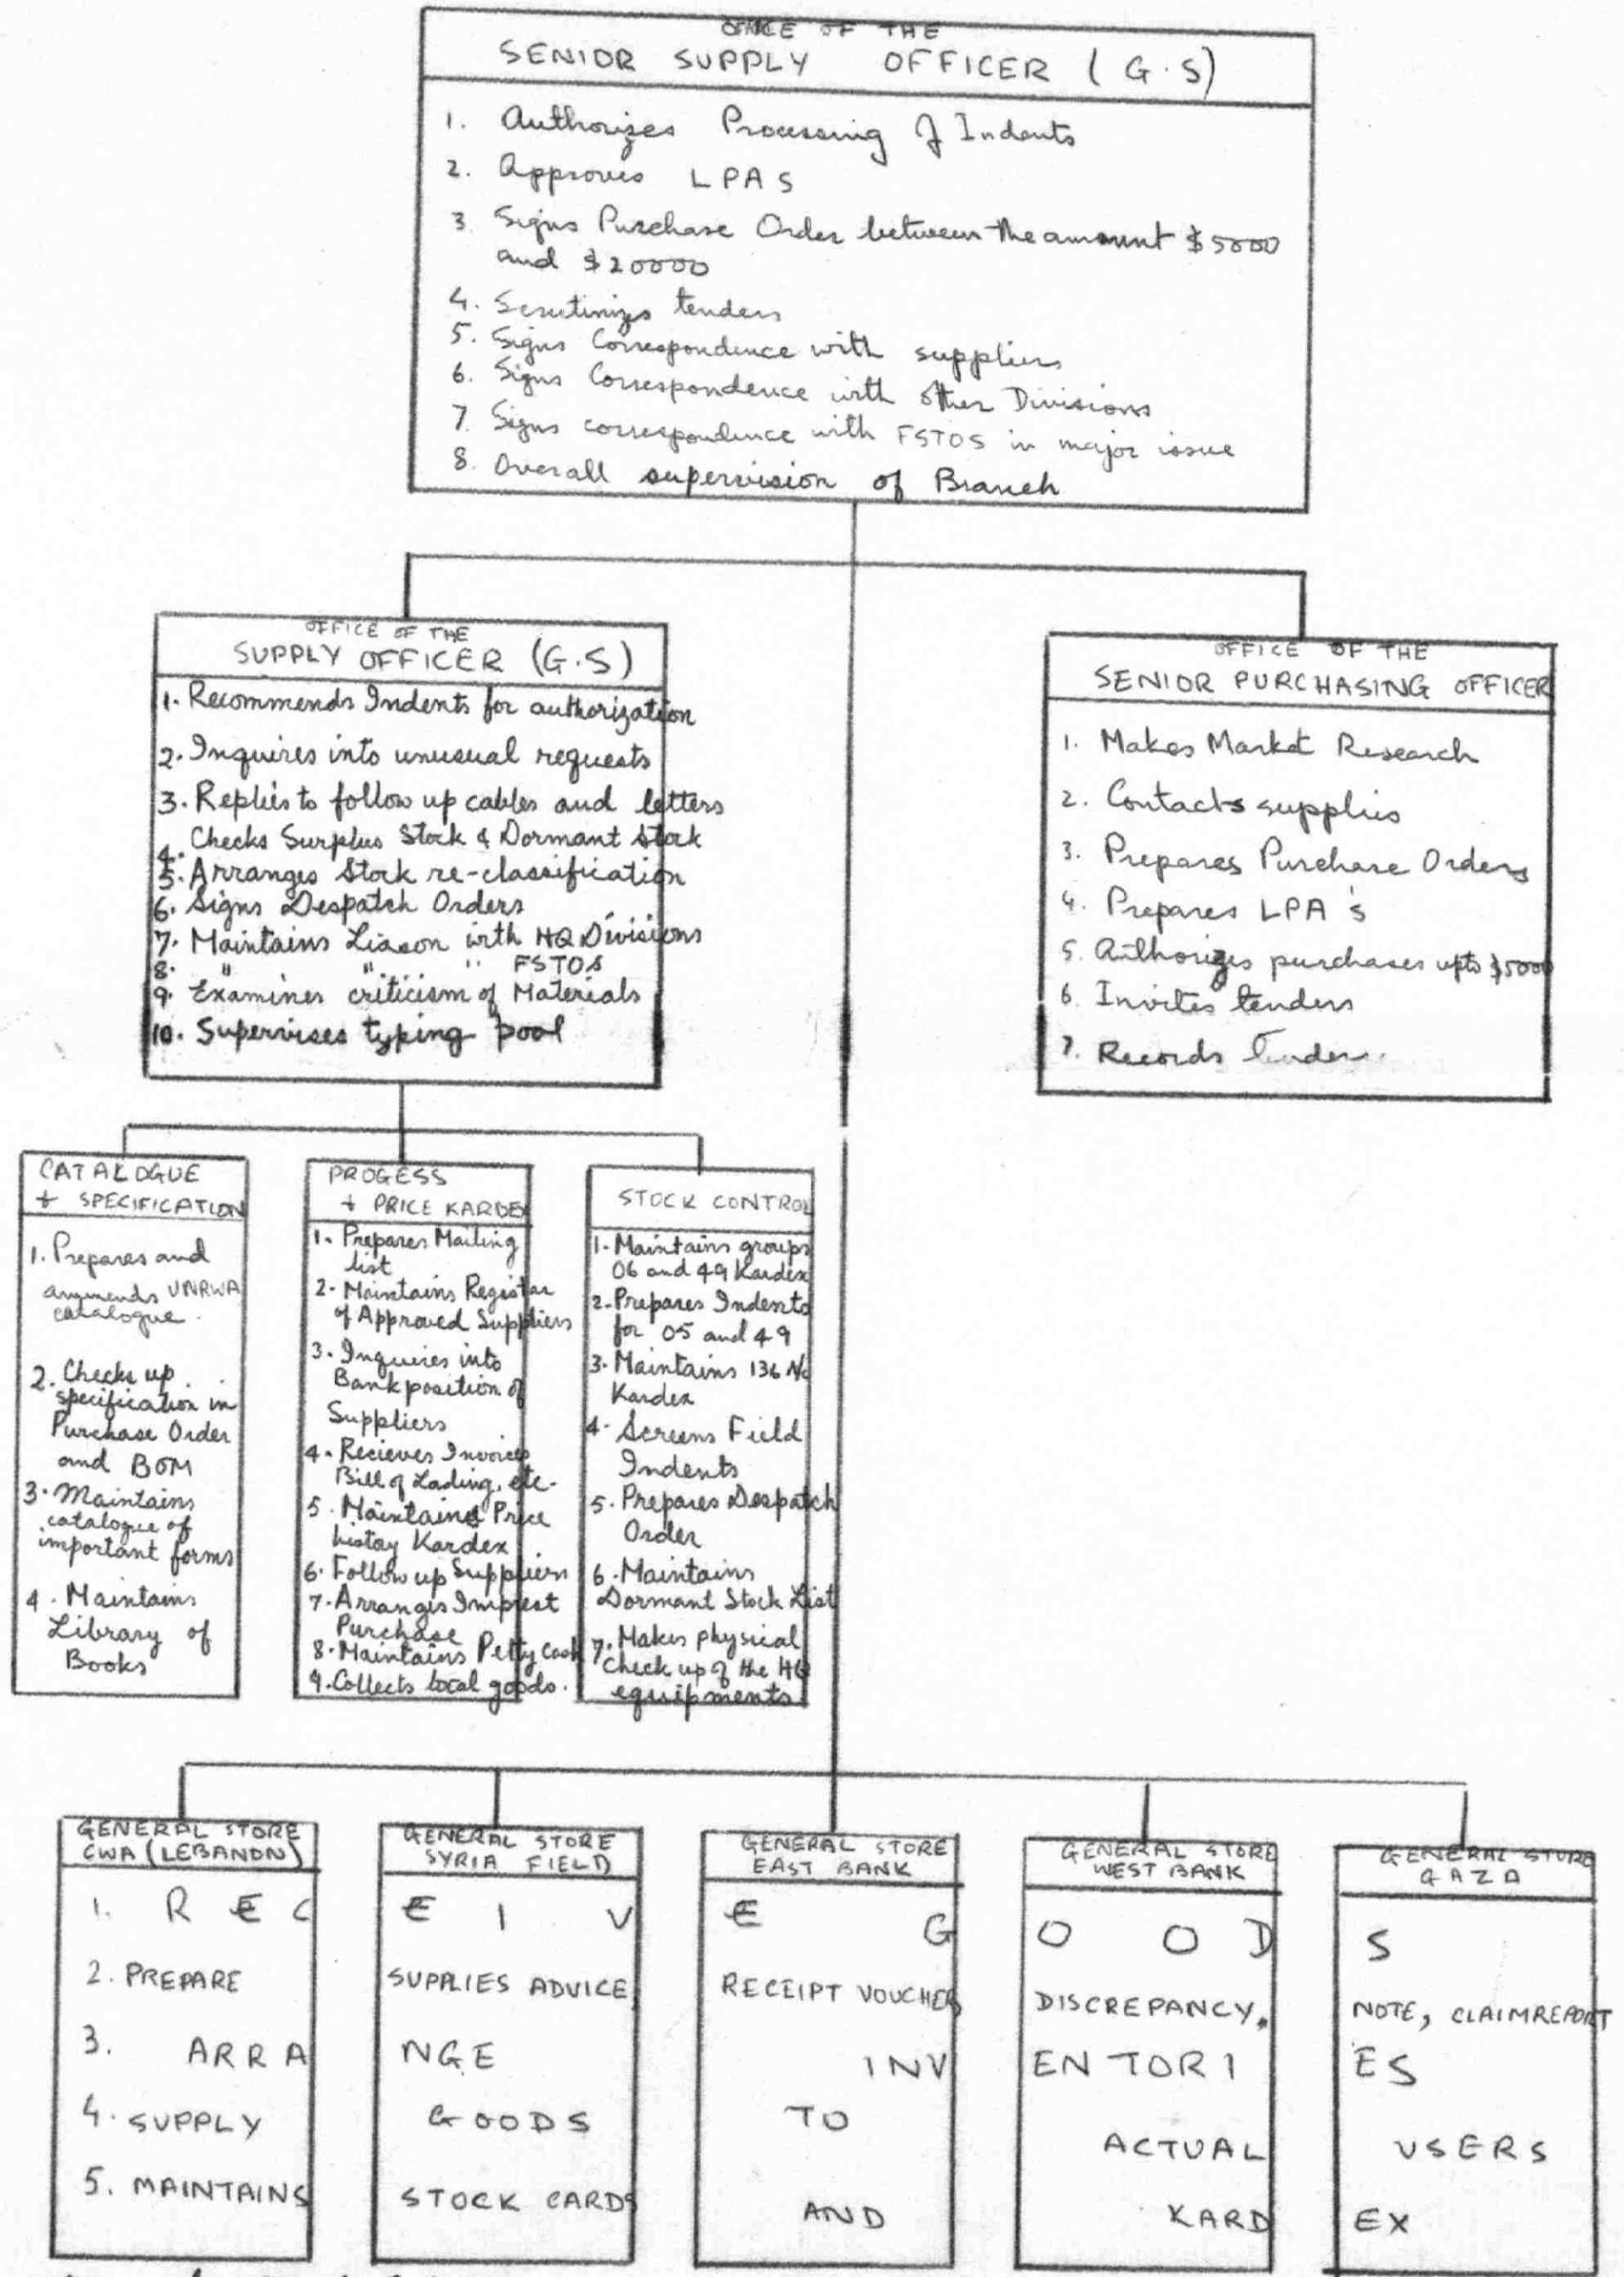 OFFICE OF THE
SENIOR SUPPLY OFFICER (G.S)
1. Authorizes Processing of Indents
2. Approves LPAS
3 Signs Purchase Order between the amount $5000
and $20000
4. Scrutinizes tenders
5. Signs Correspondence with suppliers
6. Signs Correspondence with other Divisions
7. Signs correspondence with FSTOS in major issue
8. Overall supervision of Branch
OFFICE OF THE
SUPPLY OFFICER (G.S)
1. Recommends Indents for authorization
2. Inquires into unusual requests
3. Replies to follow up cables and letters
4. Checks Surplus Stock & Dormant Stock
5. Arranges Stock re-classification
6. Signs Despatch Orders
7. Maintains Liason with HQ Divisions
8. " " " FSTOS
9. Examines criticism of Materials
10. Supervises typing pool
OFFICE OF THE
SENIOR PURCHASING OFFICER
1. Makes Market Research
2. Contacts supplies
3. Prepares Purchase Orders
4. Prepares LPA's
5. Authorizes purchases upto $5000
6. Invites tenders
7. Records tender.
CATALOGUE
+ SPECIFICATION
1. Prepares and
ammends UNRWA
catalogue.
2. Checks up
specification in
Purchase Order
and BOM
3. Maintains
catalogue of
important forms
4. Maintains
Library of
Books
PROGESS
+ PRICE KARDEX
1. Prepares Mailing
list
2. Maintains Registar
of Approved Suppliers
3. Inquires into
Bank position of
Suppliers
4. Recieves Invoices
Bill of Lading, etc.
5. Maintains Price
histoy Kardex
6. Follow up Suppliers
7. Arranges Imprest
Purchase
8. Maintains Petty cash
9. Collects local goods.
STOCK CONTROL
1. Maintains groups
06 and 49 Kardex
2. Prepares Indents
for 05 and 49
3. Maintains 136 A/c
Kardex
4. Screens Field
Indents
5. Prepares Despatch
Order
6. Maintains
Dormant Stock List
7. Makes physical
check up of the HQ
equipments
GENERAL STORE
CWA (LEBANON)
GENERAL STORE
SYRIA FIELD
GENERAL STORE
EAST BANK
GENERAL STORE
WEST BANK
GENERAL STORE
GAZA
1. R E C E I V E G O O D S
2. PREPARE SUPPLIES ADVICE, RECEIPT VOUCHER DISCREPANCY, NOTE, CLAIM REPORT
3. ARRA NGE INV EN TOR I ES
4. SUPPLY GOODS TO ACTUAL USERS
5. MAINTAINS STOCK CARDS AND KARD EX